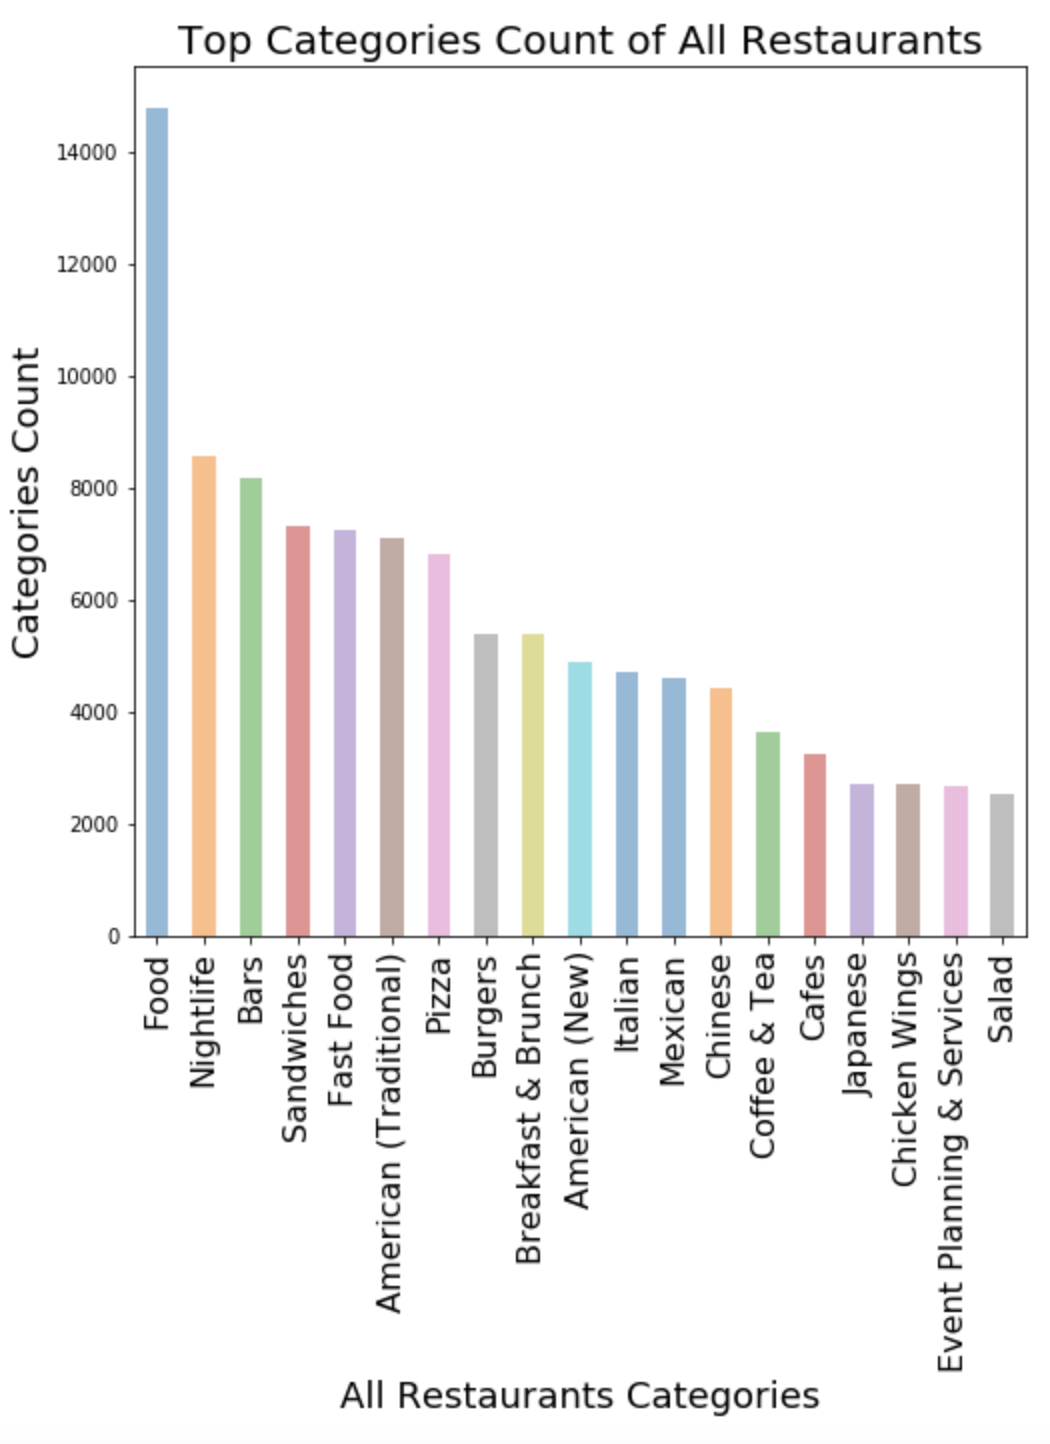 Top Categories Count of All Restaurants
Categories Count
14000
12000
10000
8000
6000
4000
2000
0
Food
Nightlife
Bars
Sandwiches
Fast Food
American (Traditional)
Pizza
Burgers
Breakfast & Brunch
American (New)
Italian
Mexican
Chinese
Coffee & Tea
Cafes
Japanese
Chicken Wings
Event Planning & Services
Salad
All Restaurants Categories